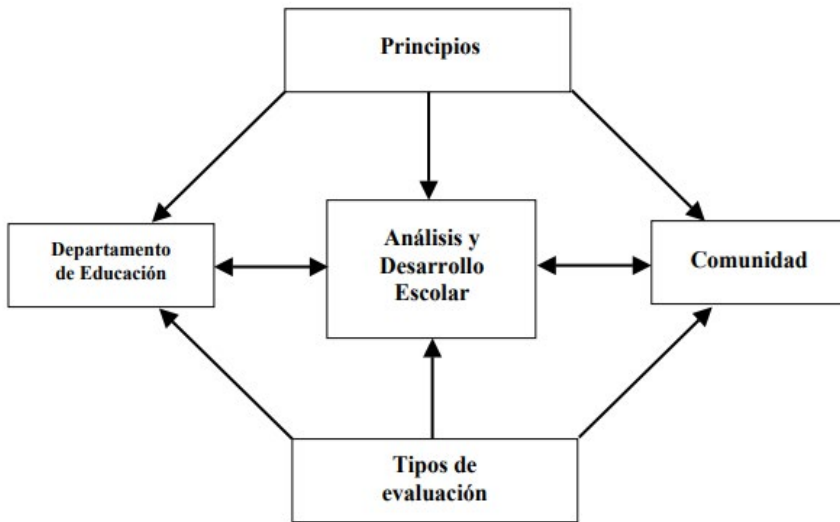 Principios
Departamento
de Educación
Análisis y
Desarrollo
Escolar
Comunidad
Tipos de
evaluación